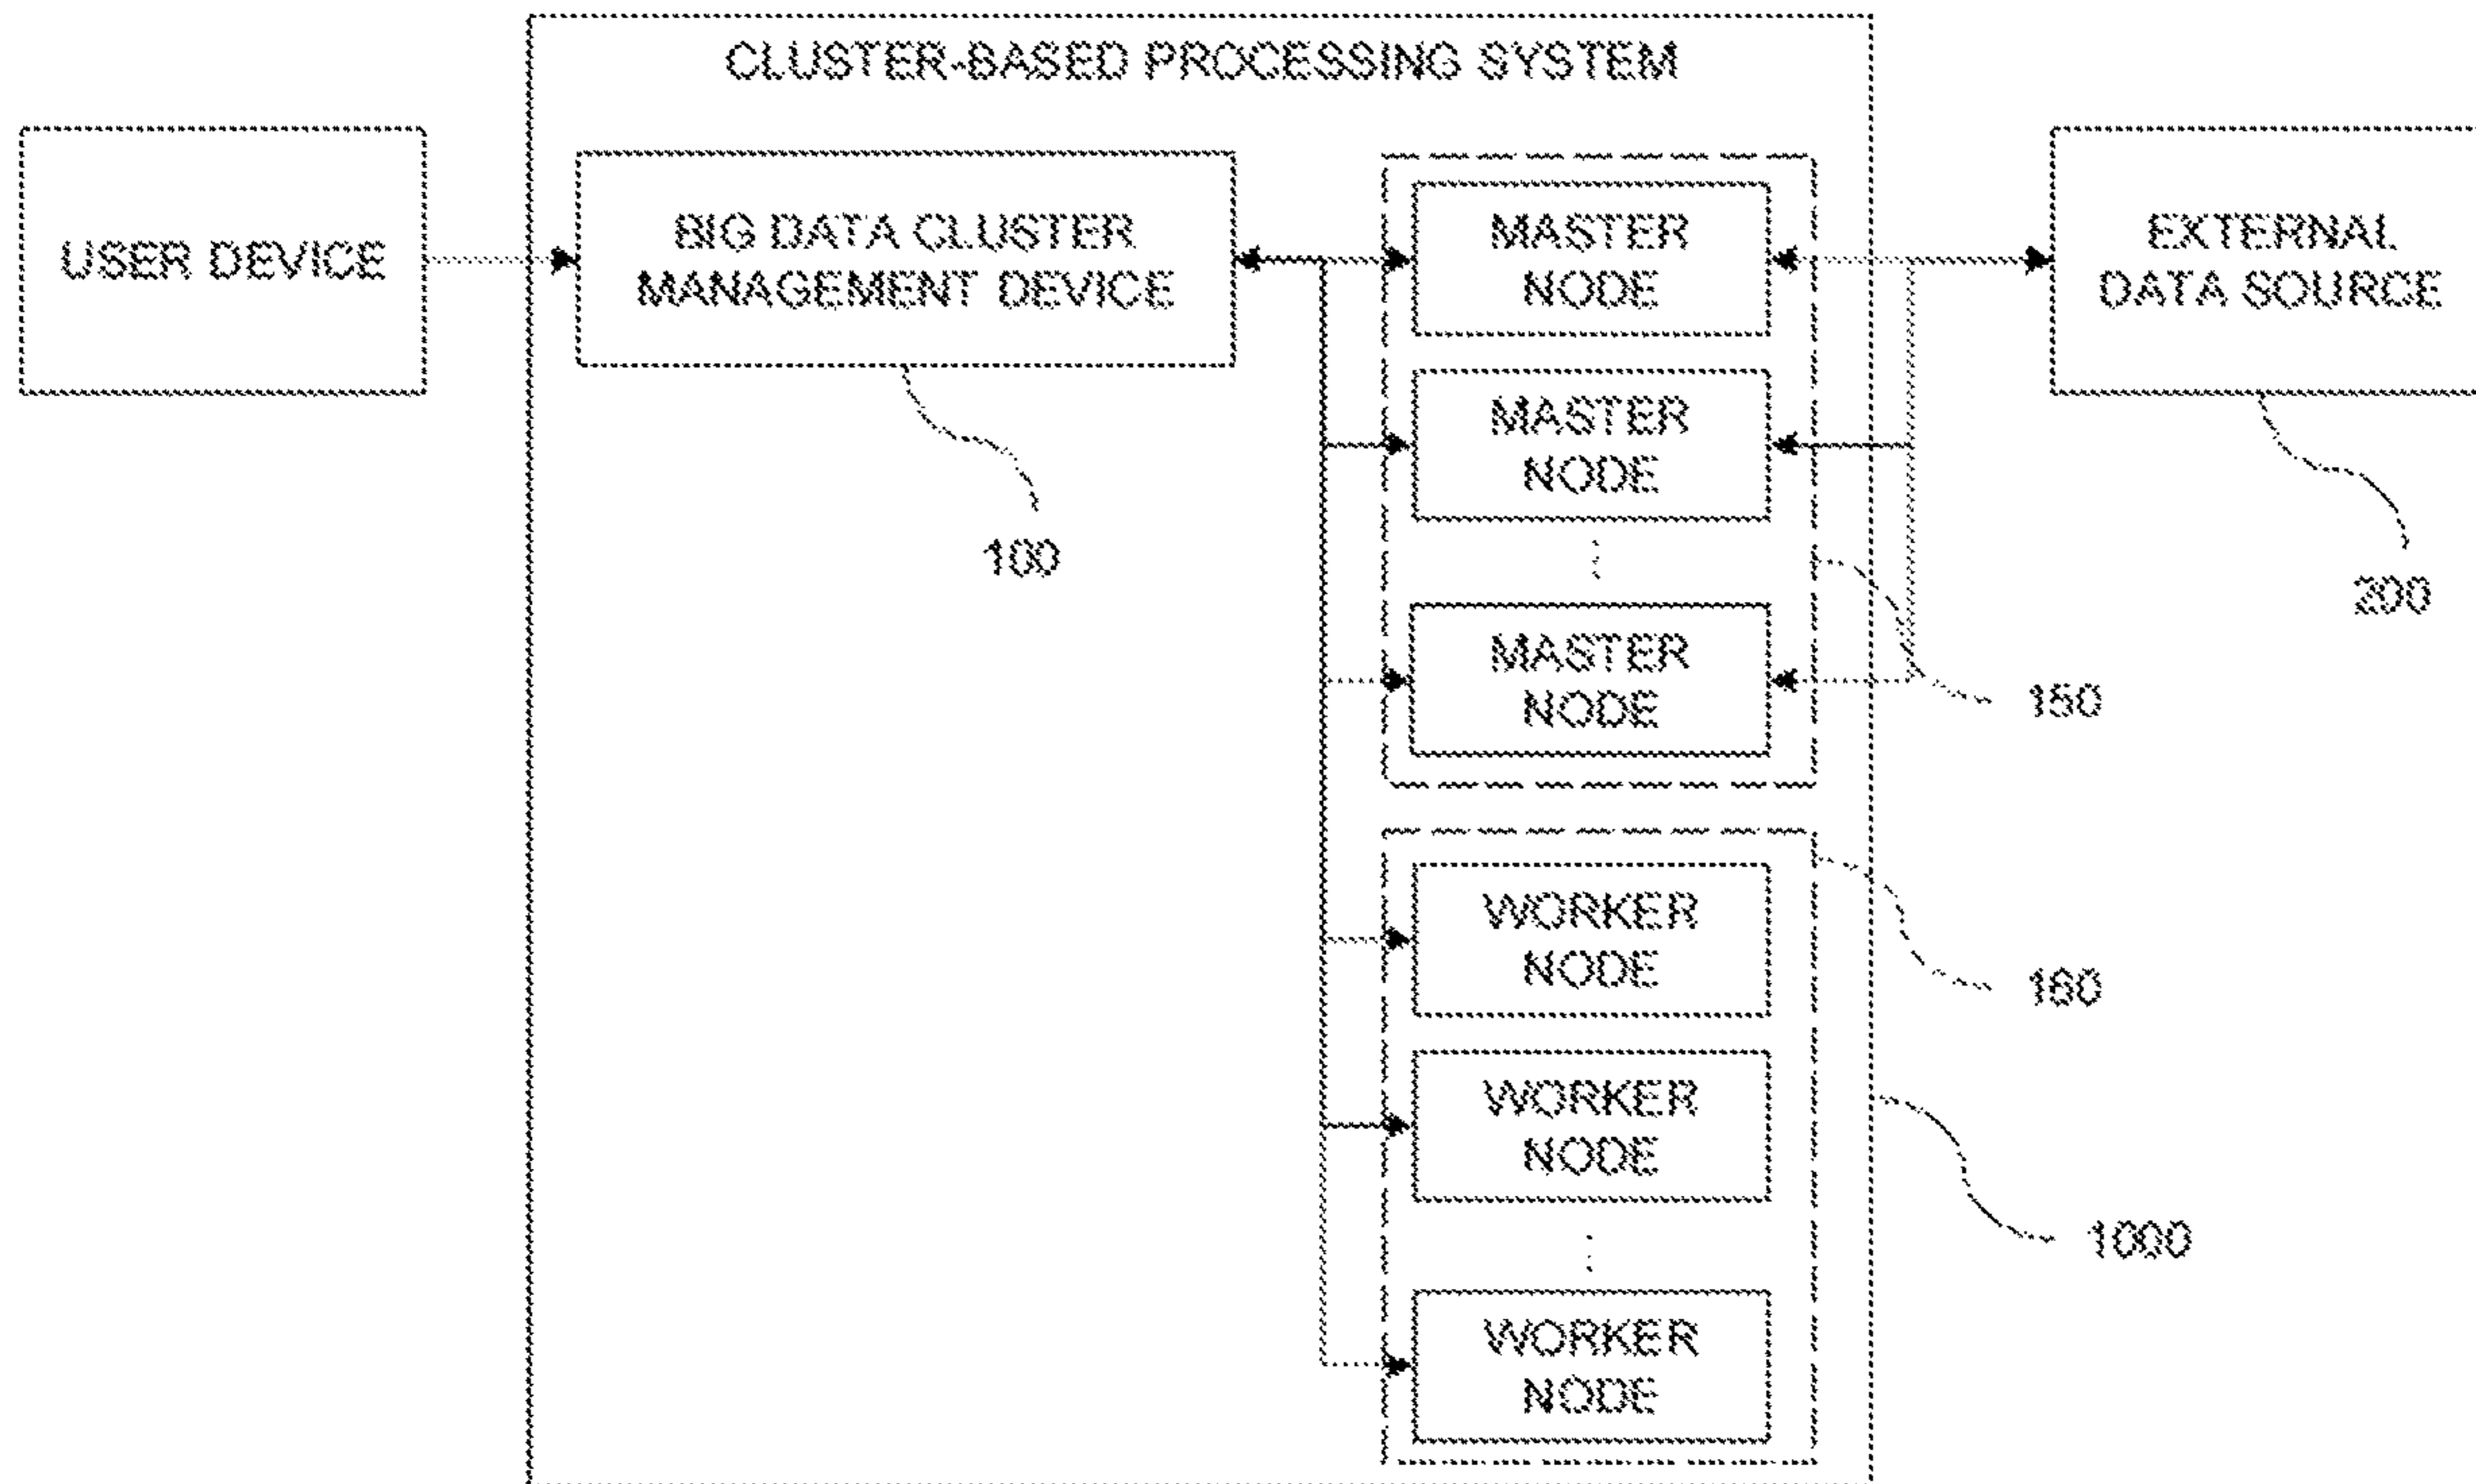 CLUSTER-BASED PROCESSING SYSTEM
USER DEVICE
BIG DATA CLUSTER
MANAGEMENT DEVICE
MASTER
NODE
EXTERNAL
DATA SOURCE
MASTER
NODE
100
200
MASTER
NODE
150
WORKER
NODE
160
WORKER
NODE
1000
WORKER
NODE